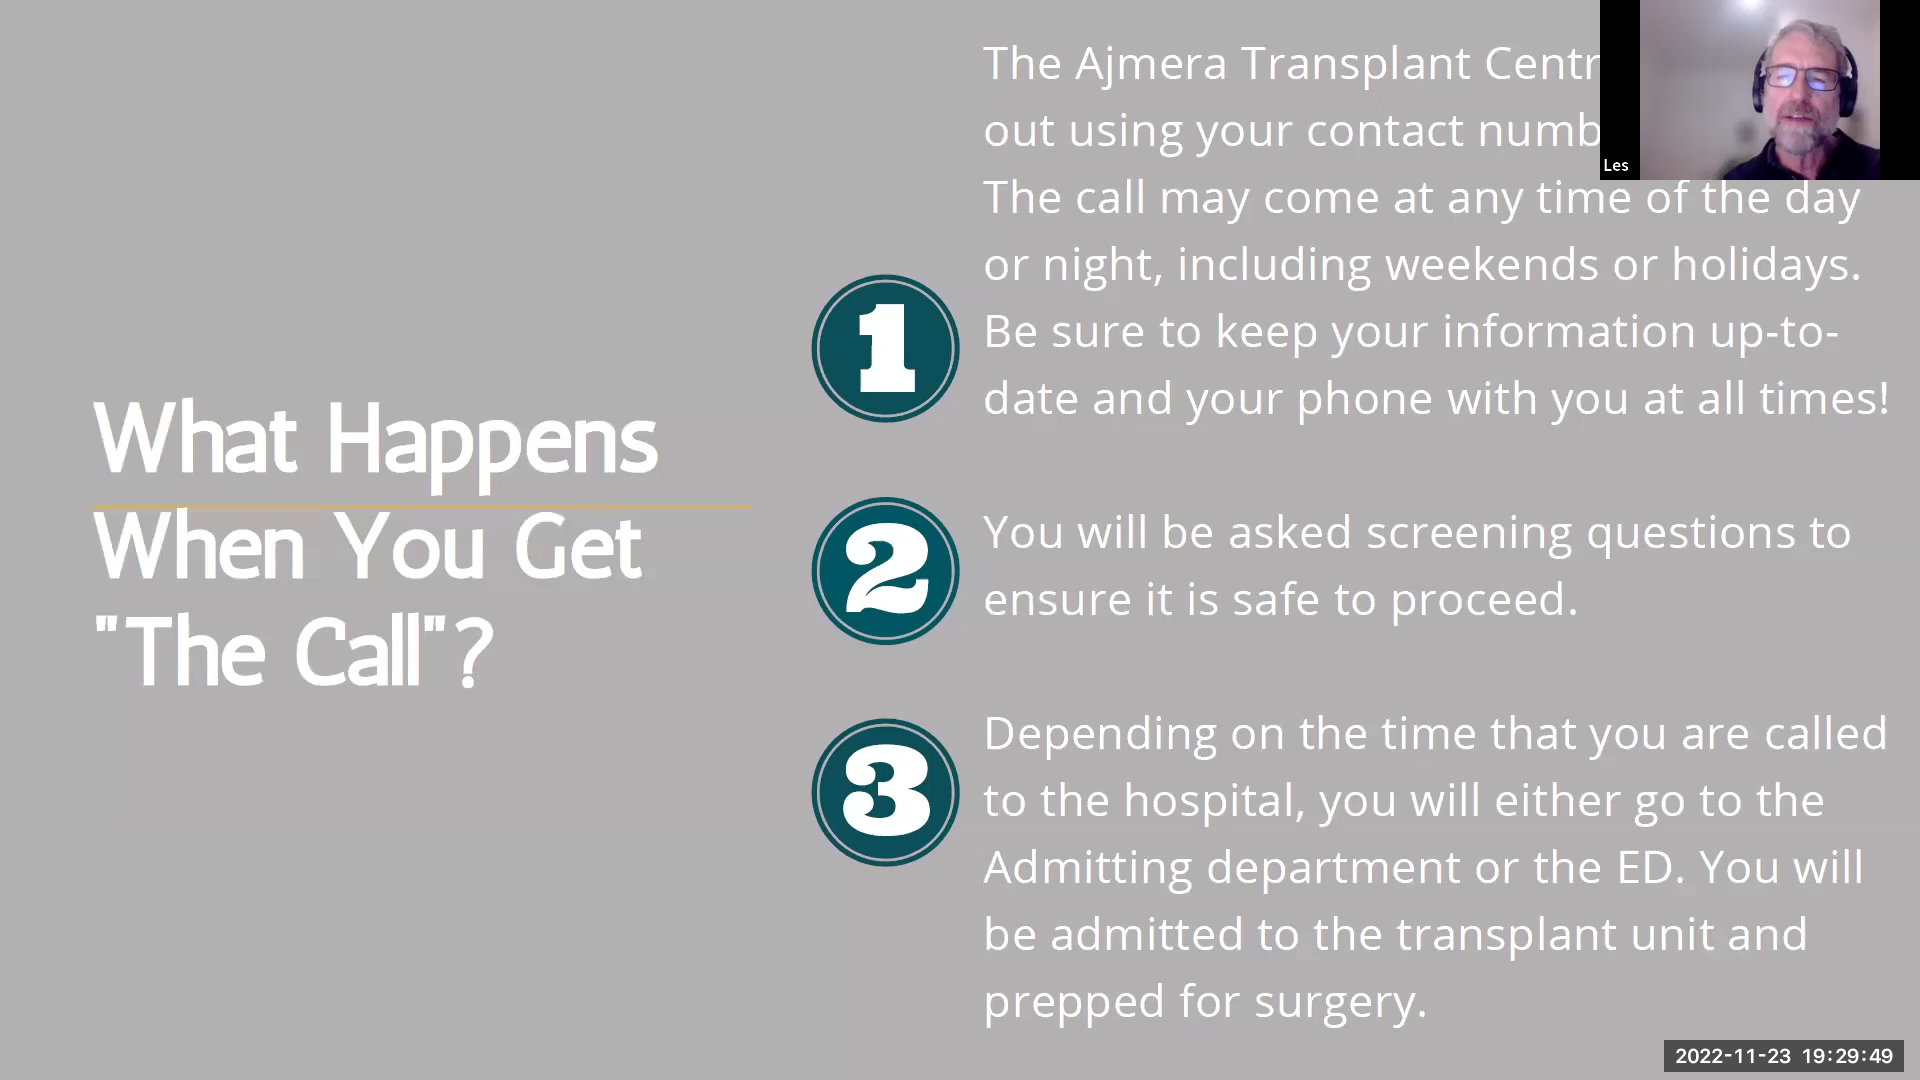 What Happens
When You Get
"The Call"?
1
The Ajmera Transplant
out using your contact
The call may come at any time of the day
or night, including weekends or holidays.
Be sure to keep your information up-to-
date and your phone with you at all times!
2
You will be asked screening questions to
ensure it is safe to proceed.
3
Depending on the time that you are called
to the hospital, you will either go to the
Admitting department or the ED. You will
be admitted to the transplant unit and
prepped for surgery.
Les
2022-11-23 19:29:49